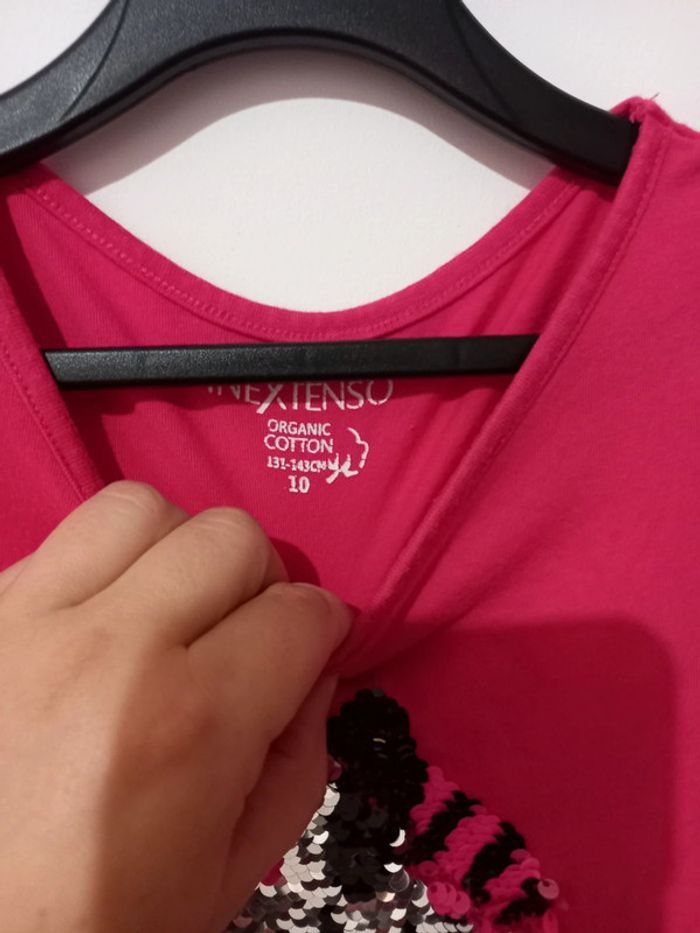 INEXTENSO
ORGANIC
COTTON
131-143CM
10